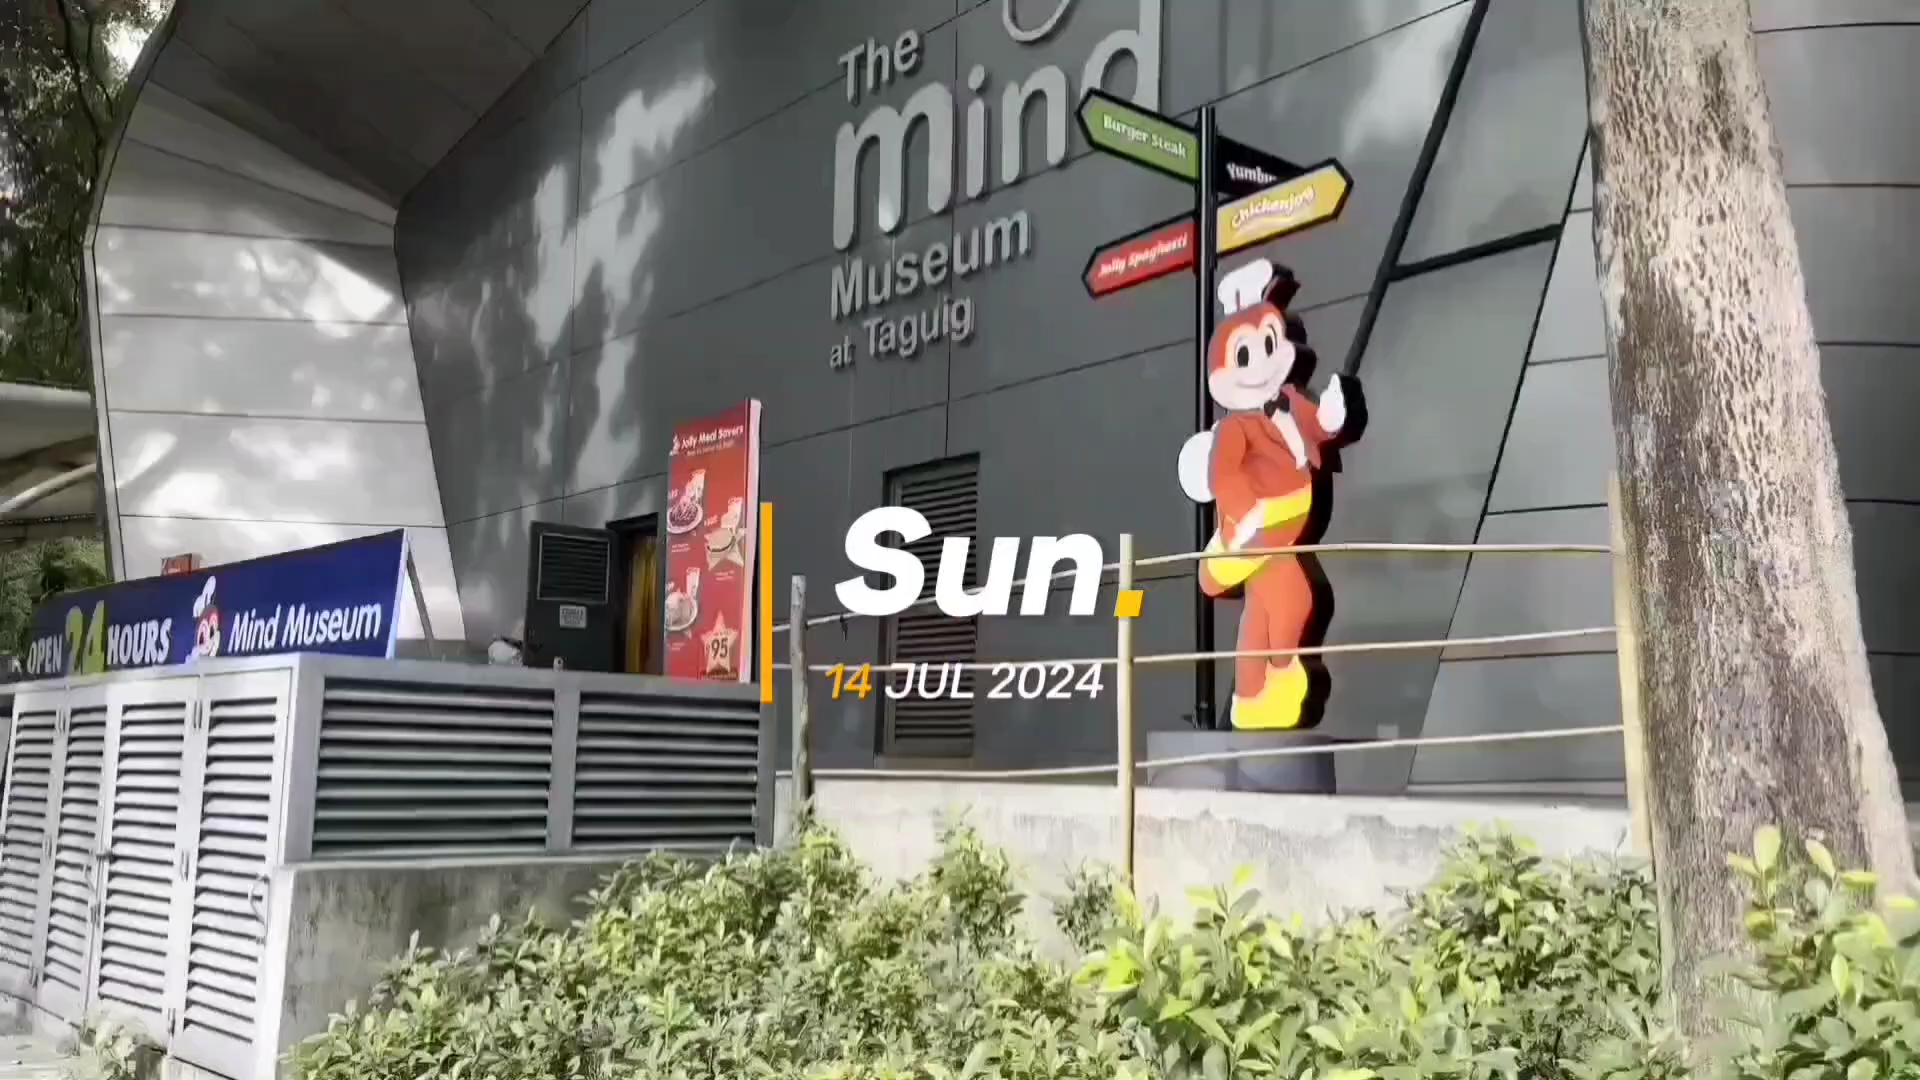 The
mind
Museum
at Taguig
Burger Steak
Yumbu
Chickenjoy
Jolly Spaghetti
Jolly Meal Savers
95
OPEN 24 HOURS Mind Museum
Sun.
14 JUL 2024